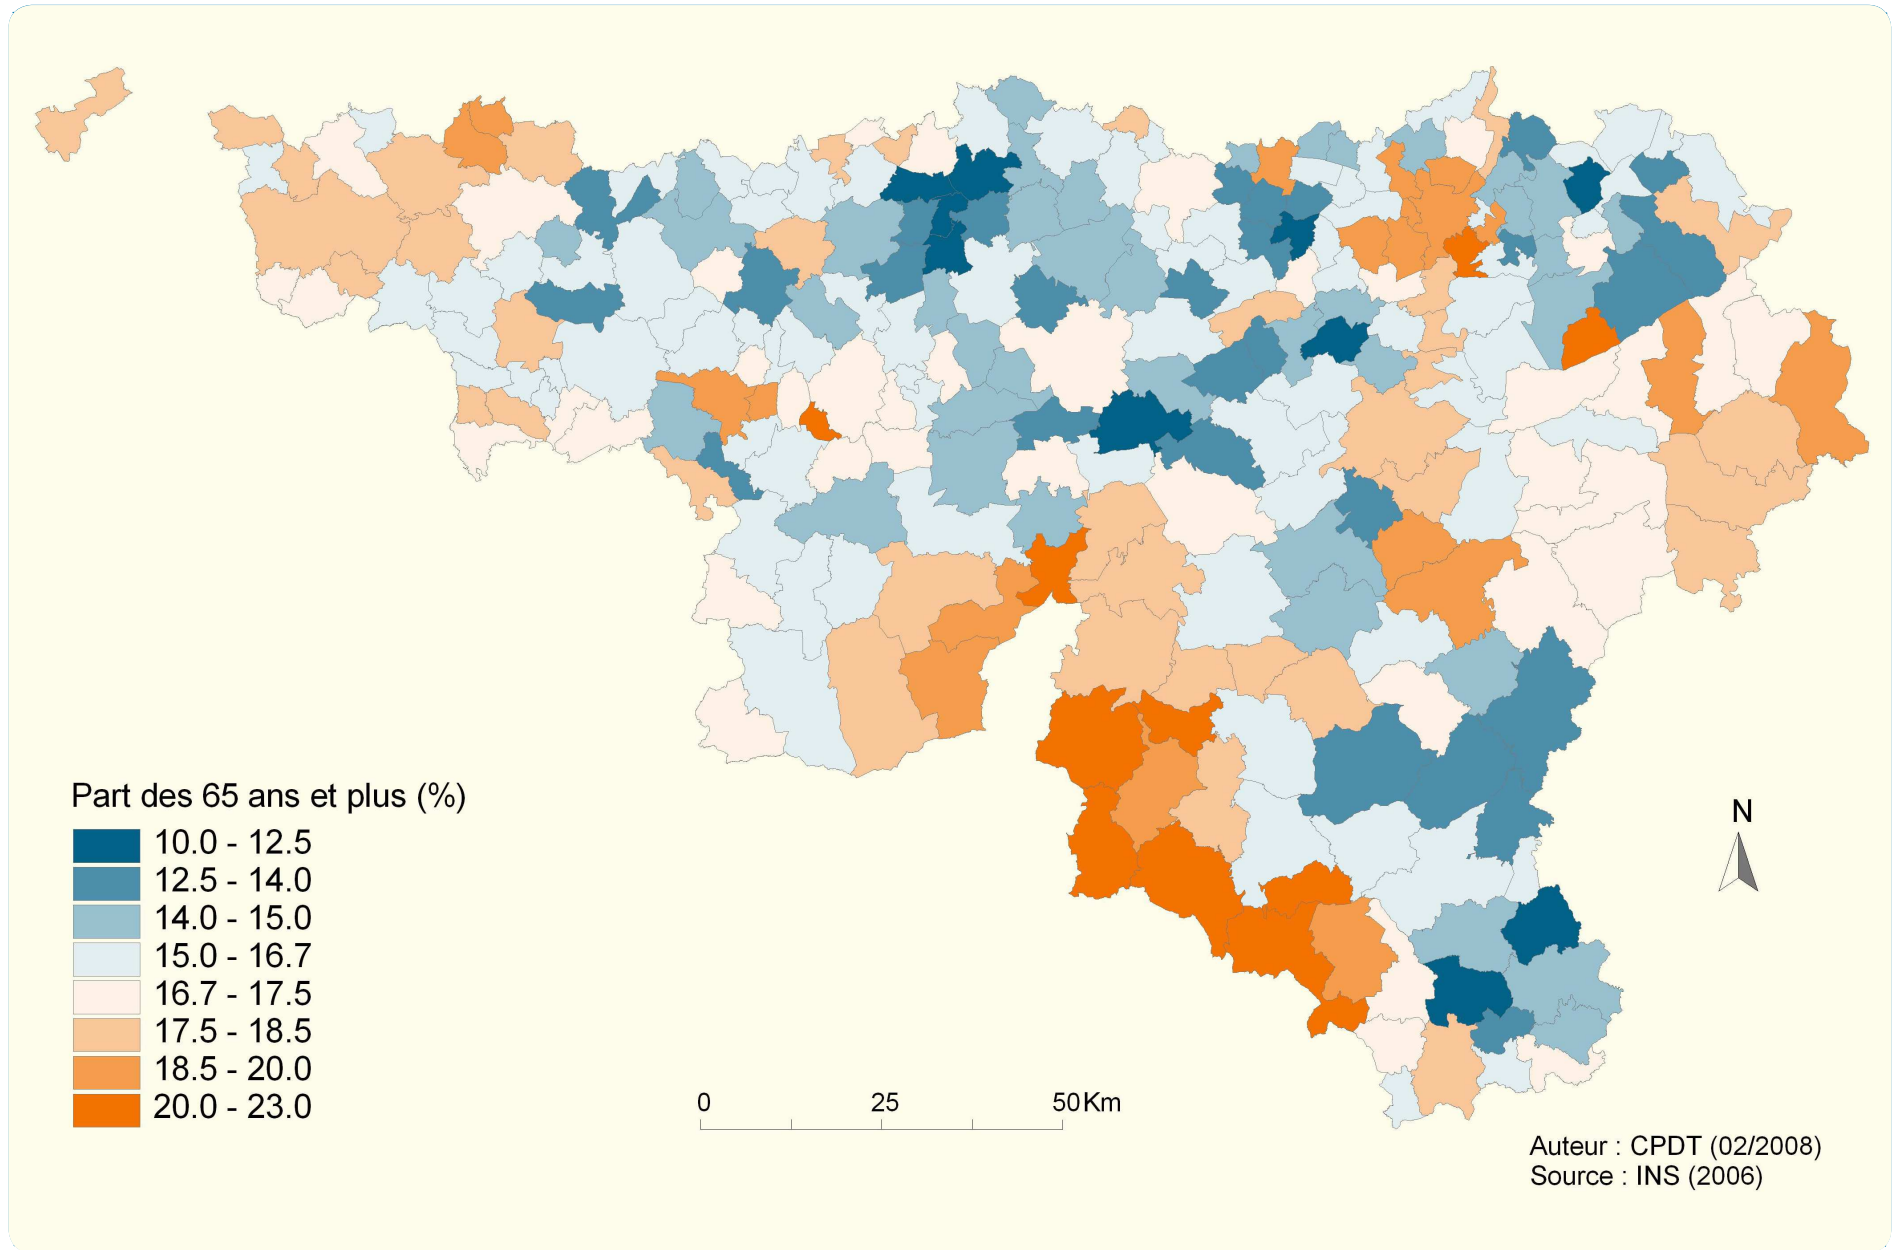 Part des 65 ans et plus (%)
10.0 - 12.5
12.5 - 14.0
14.0 - 15.0
15.0 - 16.7
16.7 - 17.5
17.5 - 18.5
18.5 - 20.0
20.0 - 23.0
N
0 25 50Km
Auteur : CPDT (02/2008)
Source : INS (2006)